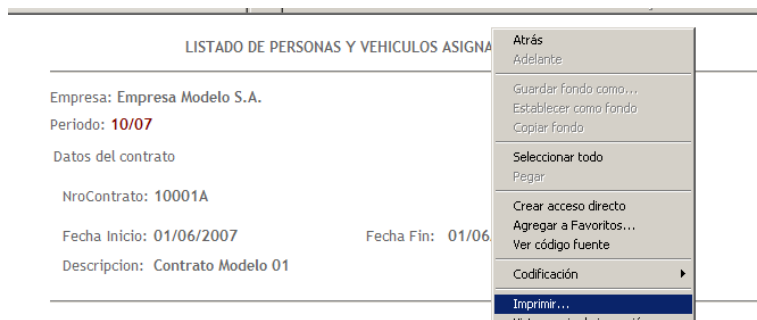 LISTADO DE PERSONAS Y VEHICULOS ASIGNA
Empresa: Empresa Modelo S.A.
Periodo: 10/07
Datos del contrato
NroContrato: 10001A
Fecha Inicio: 01/06/2007 Fecha Fin: 01/06
Descripcion: Contrato Modelo 01
Atrás
Adelante
Guardar fondo como...
Establecer como fondo
Copiar fondo
Seleccionar todo
Pegar
Crear acceso directo
Agregar a Favoritos...
Ver código fuente
Codificación
Imprimir...